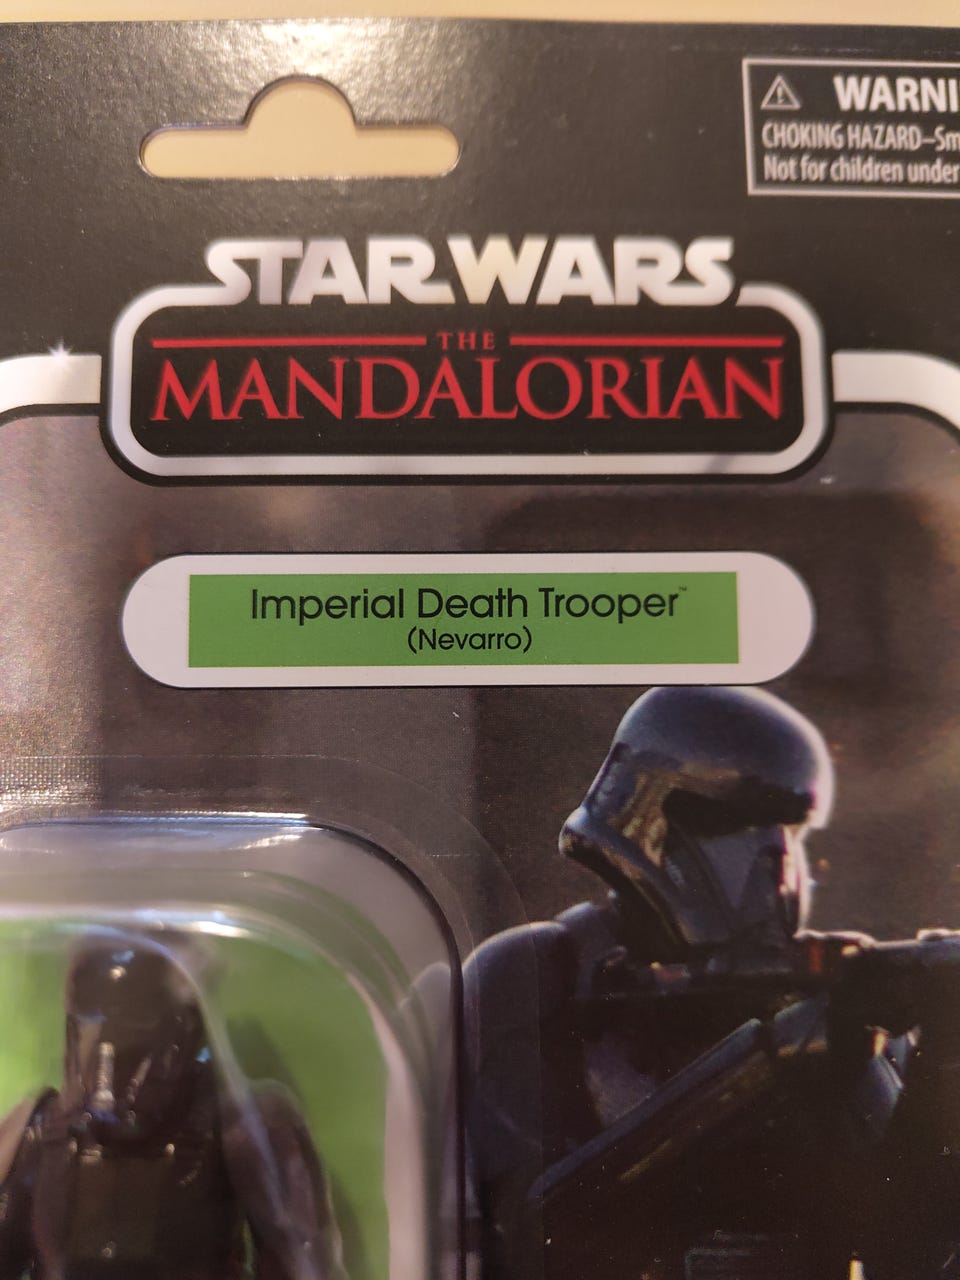 WARNI
CHOKING HAZARD–Sm
Not for children under
STAR WARS
THE
MANDALORIAN
Imperial Death Trooper™
(Nevarro)